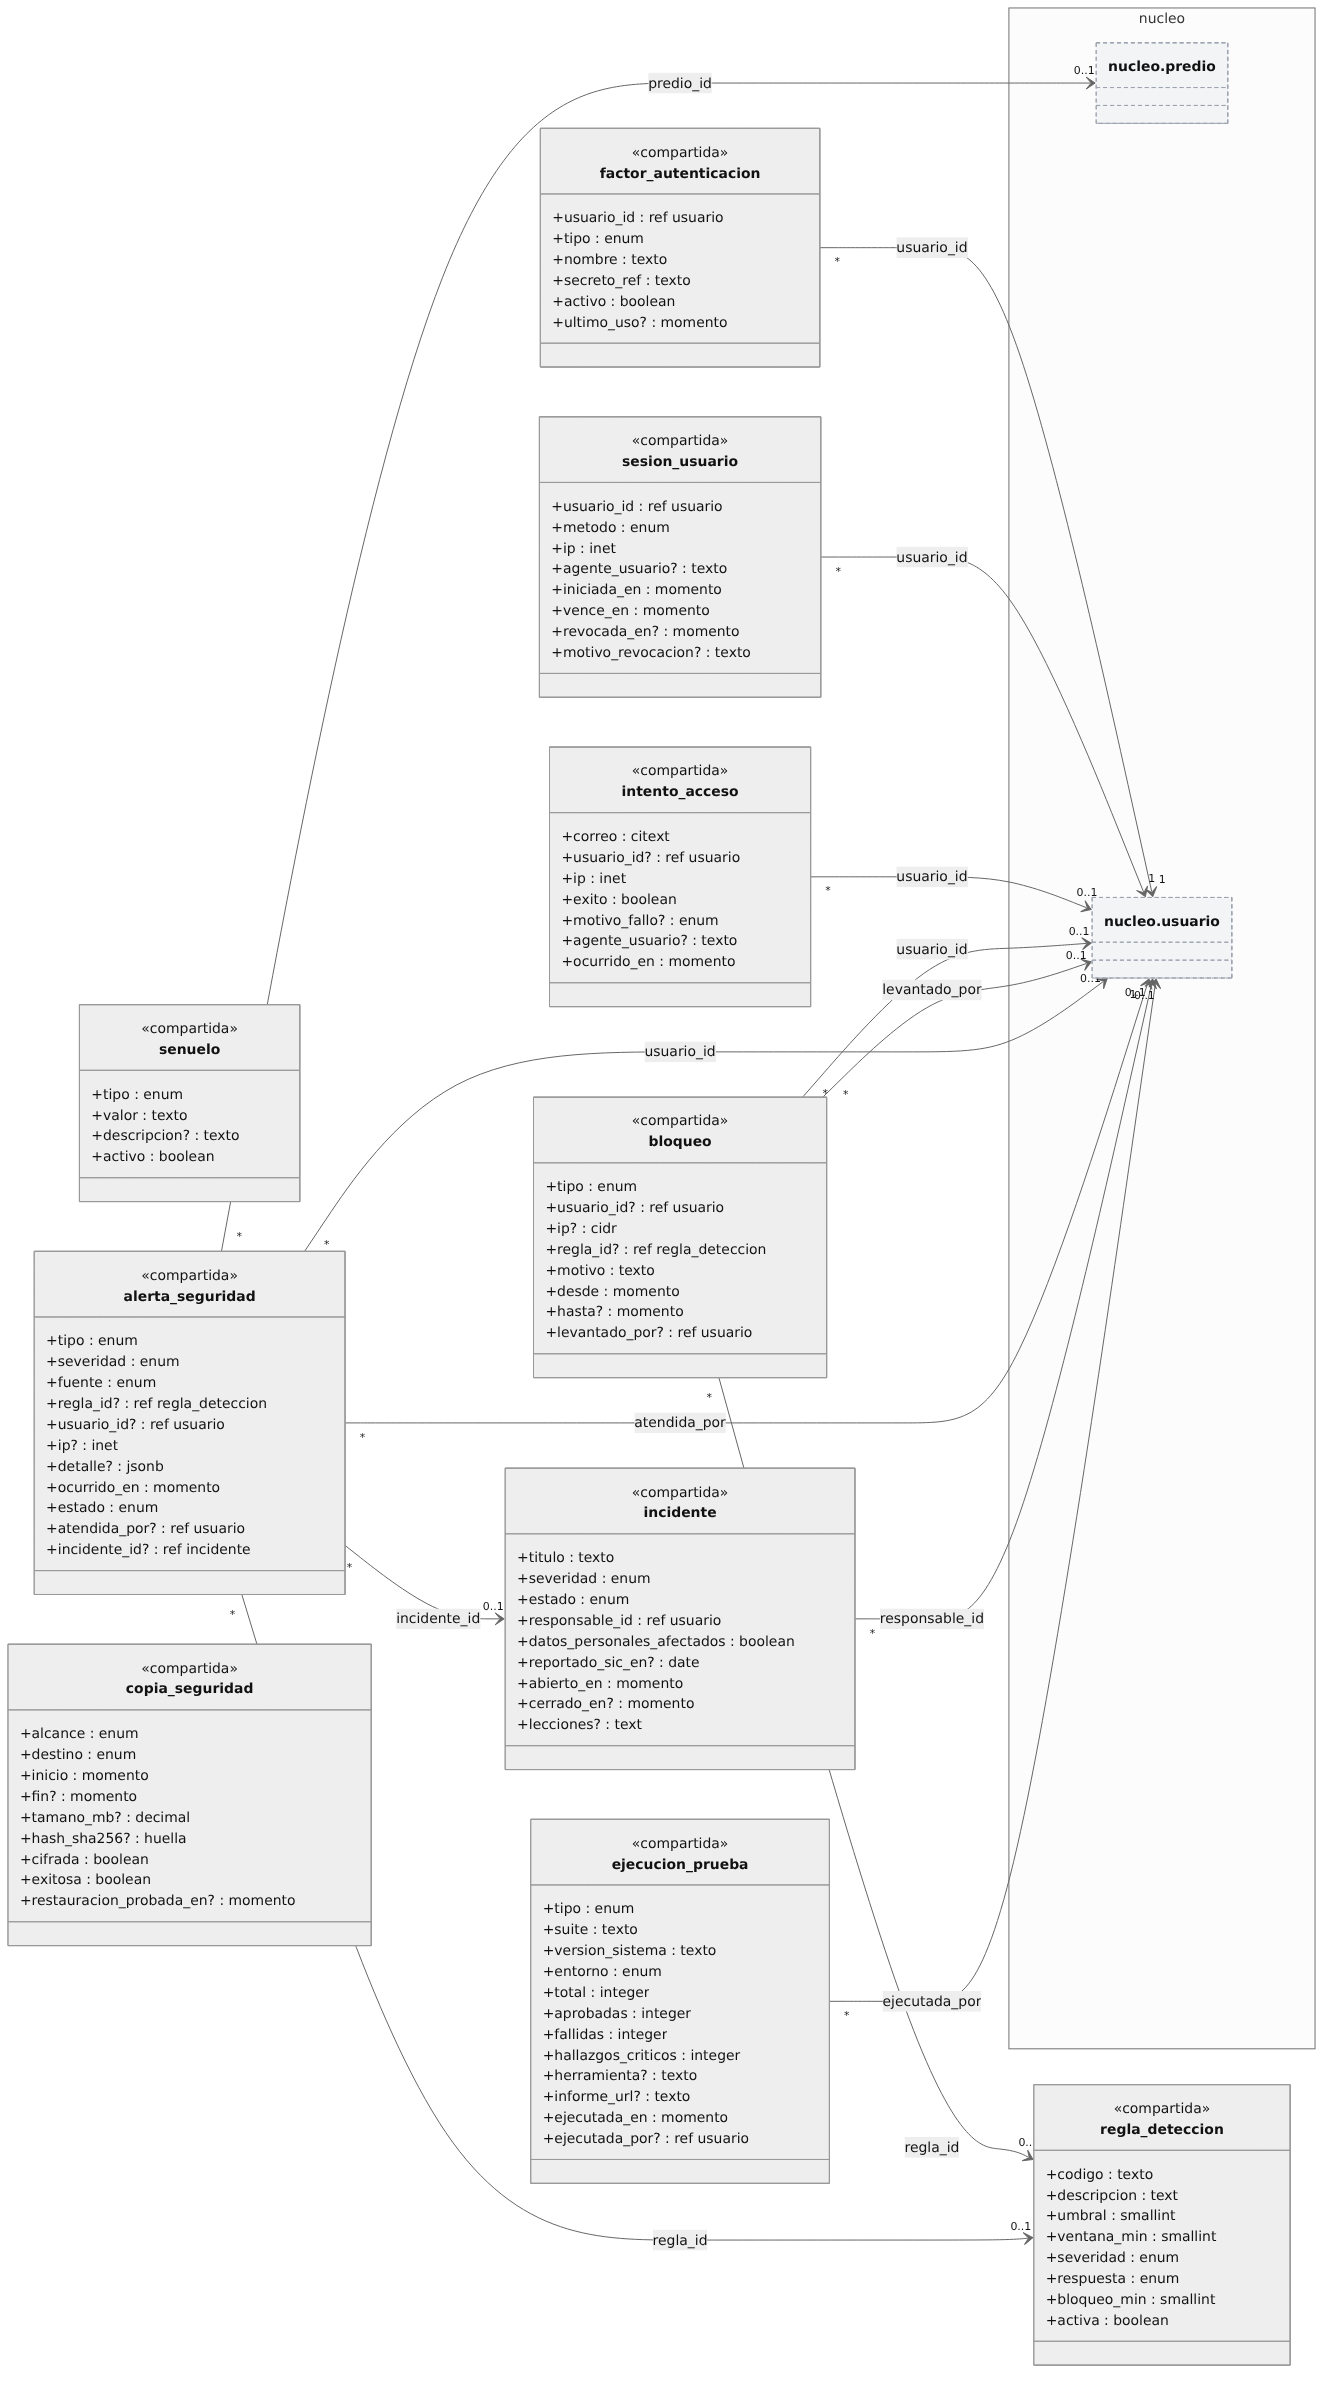 nucleo
nucleo.predio
0..1
predio_id
«compartida»
factor_autenticacion
+usuario_id : ref usuario
+tipo : enum
+nombre : texto
+secreto_ref : texto
+activo : boolean
+ultimo_uso? : momento
usuario_id
*
«compartida»
sesion_usuario
+usuario_id : ref usuario
+metodo : enum
+ip : inet
+agente_usuario? : texto
+iniciada_en : momento
+vence_en : momento
+revocada_en? : momento
+motivo_revocacion? : texto
usuario_id
*
«compartida»
intento_acceso
+correo : citext
+usuario_id? : ref usuario
+ip : inet
+exito : boolean
+motivo_fallo? : enum
+agente_usuario? : texto
+ocurrido_en : momento
usuario_id
*
1
1
0..1
nucleo.usuario
0..1
usuario_id
0..1
levantado_por
0..1
0..1
1
0..1
«compartida»
senuelo
+tipo : enum
+valor : texto
+descripcion? : texto
+activo : boolean
*
usuario_id
*
*
*
«compartida»
bloqueo
+tipo : enum
+usuario_id? : ref usuario
+ip? : cidr
+regla_id? : ref regla_deteccion
+motivo : texto
+desde : momento
+hasta? : momento
+levantado_por? : ref usuario
*
«compartida»
alerta_seguridad
+tipo : enum
+severidad : enum
+fuente : enum
+regla_id? : ref regla_deteccion
+usuario_id? : ref usuario
+ip? : inet
+detalle? : jsonb
+ocurrido_en : momento
+estado : enum
+atendida_por? : ref usuario
+incidente_id? : ref incidente
atendida_por
*
*
*
incidente_id
0..1
«compartida»
incidente
+titulo : texto
+severidad : enum
+estado : enum
+responsable_id : ref usuario
+datos_personales_afectados : boolean
+reportado_sic_en? : date
+abierto_en : momento
+cerrado_en? : momento
+lecciones? : text
responsable_id
*
«compartida»
copia_seguridad
+alcance : enum
+destino : enum
+inicio : momento
+fin? : momento
+tamano_mb? : decimal
+hash_sha256? : huella
+cifrada : boolean
+exitosa : boolean
+restauracion_probada_en? : momento
«compartida»
ejecucion_prueba
+tipo : enum
+suite : texto
+version_sistema : texto
+entorno : enum
+total : integer
+aprobadas : integer
+fallidas : integer
+hallazgos_criticos : integer
+herramienta? : texto
+informe_url? : texto
+ejecutada_en : momento
+ejecutada_por? : ref usuario
ejecutada_por
*
regla_id
0..
regla_id
0..1
«compartida»
regla_deteccion
+codigo : texto
+descripcion : text
+umbral : smallint
+ventana_min : smallint
+severidad : enum
+respuesta : enum
+bloqueo_min : smallint
+activa : boolean